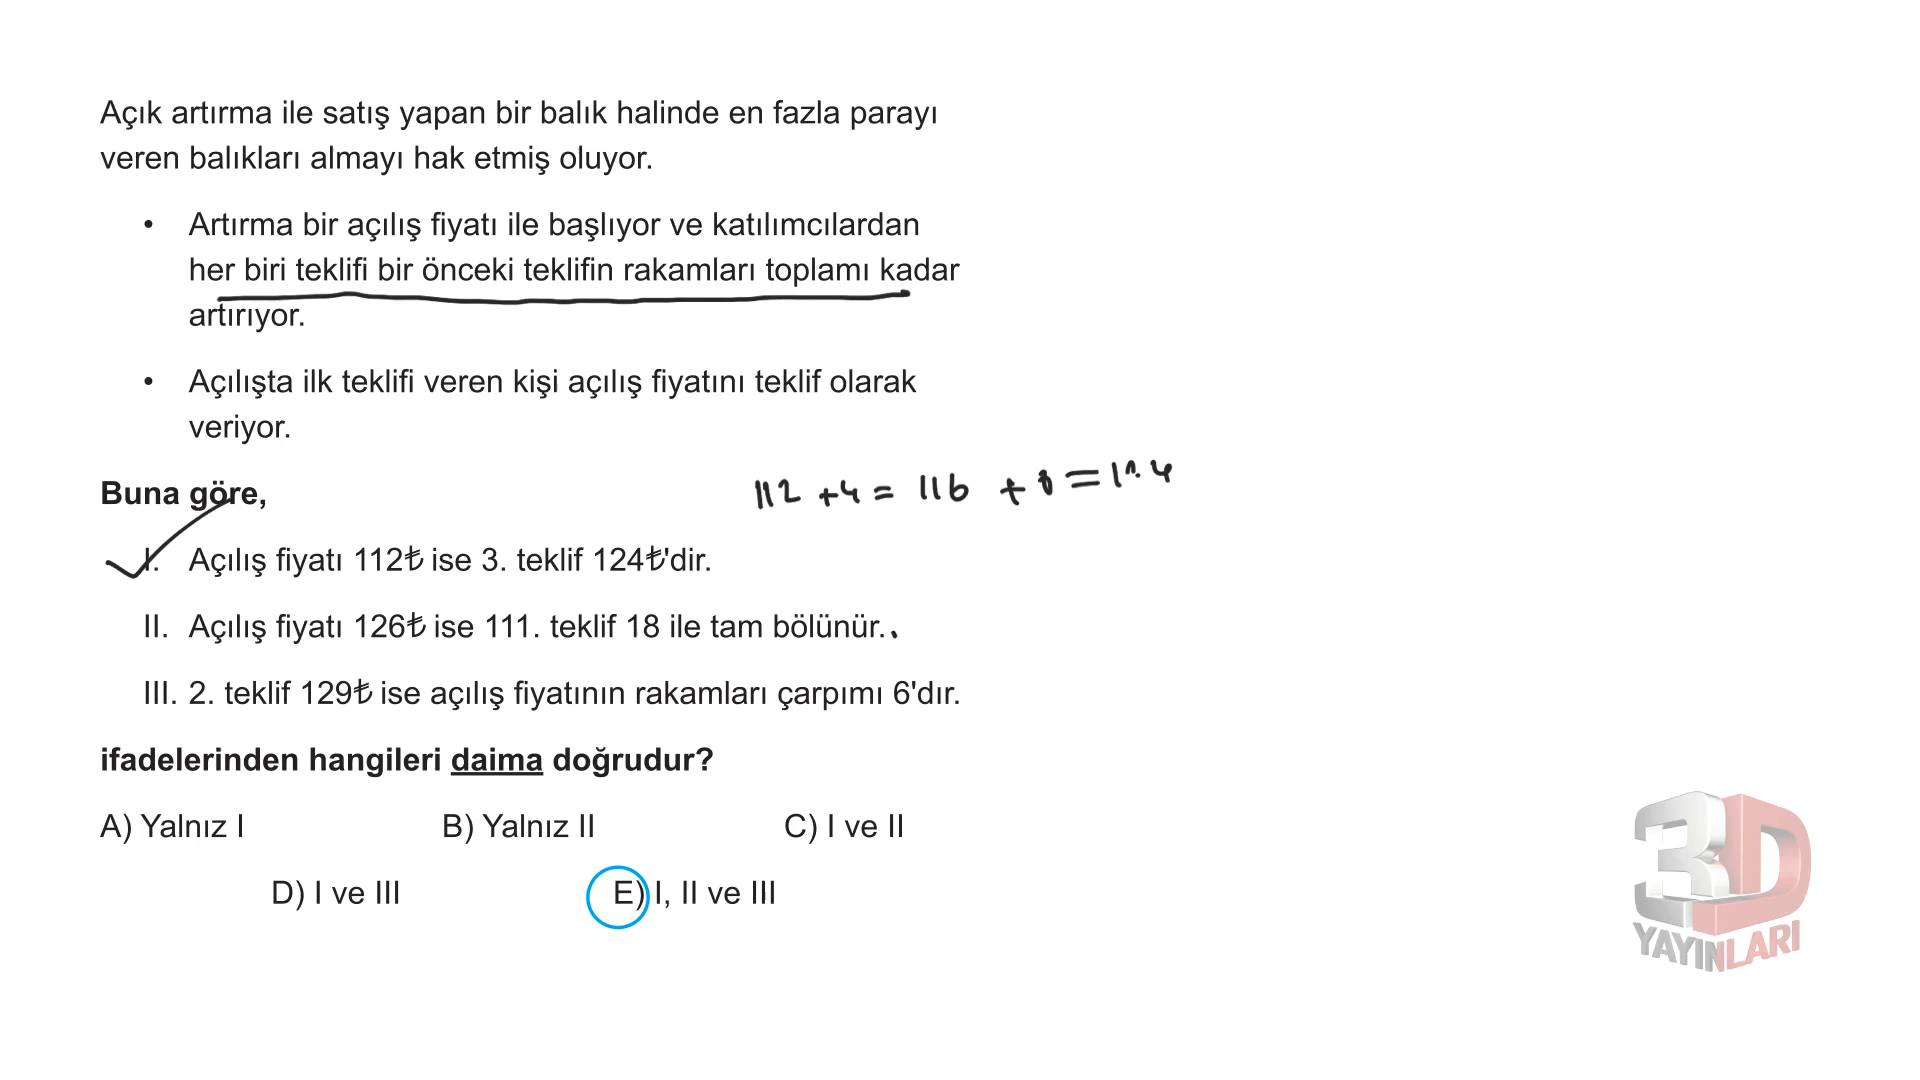 Açık artırma ile satış yapan bir balık halinde en fazla parayı
veren balıkları almayı hak etmiş oluyor.
• Artırma bir açılış fiyatı ile başlıyor ve katılımcılardan
her biri teklifi bir önceki teklifin rakamları toplamı kadar
artırıyor.
• Açılışta ilk teklifi veren kişi açılış fiyatını teklif olarak
veriyor.
112 +4 = 116 + 8 = 124
Buna göre,
I. Açılış fiyatı 112₺ ise 3. teklif 124₺'dir.
II. Açılış fiyatı 126₺ ise 111. teklif 18 ile tam bölünür.
III. 2. teklif 129₺ ise açılış fiyatının rakamları çarpımı 6'dır.
ifadelerinden hangileri daima doğrudur?
A) Yalnız I B) Yalnız II C) I ve II
D) I ve III E) I, II ve III
3D
YAYINLARI